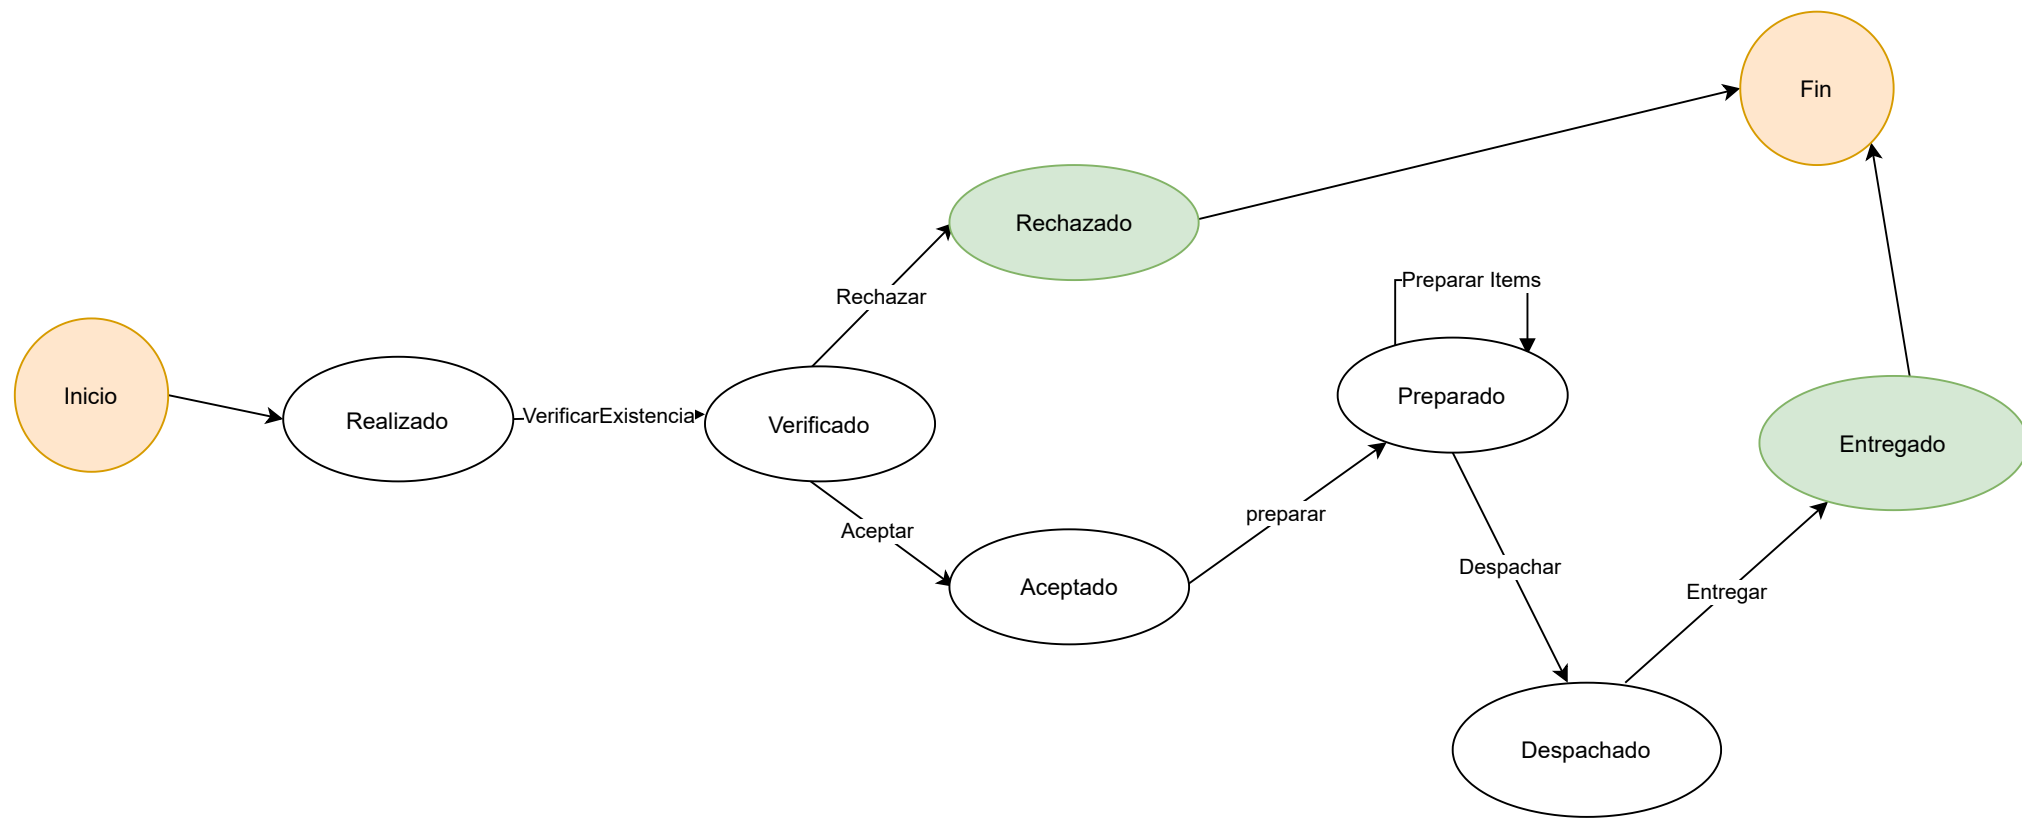 Inicio
Realizado
VerificarExistencia
Verificado
Rechazar
Rechazado
Aceptar
Aceptado
preparar
Preparar Items
Preparado
Despachar
Despachado
Entregar
Entregado
Fin